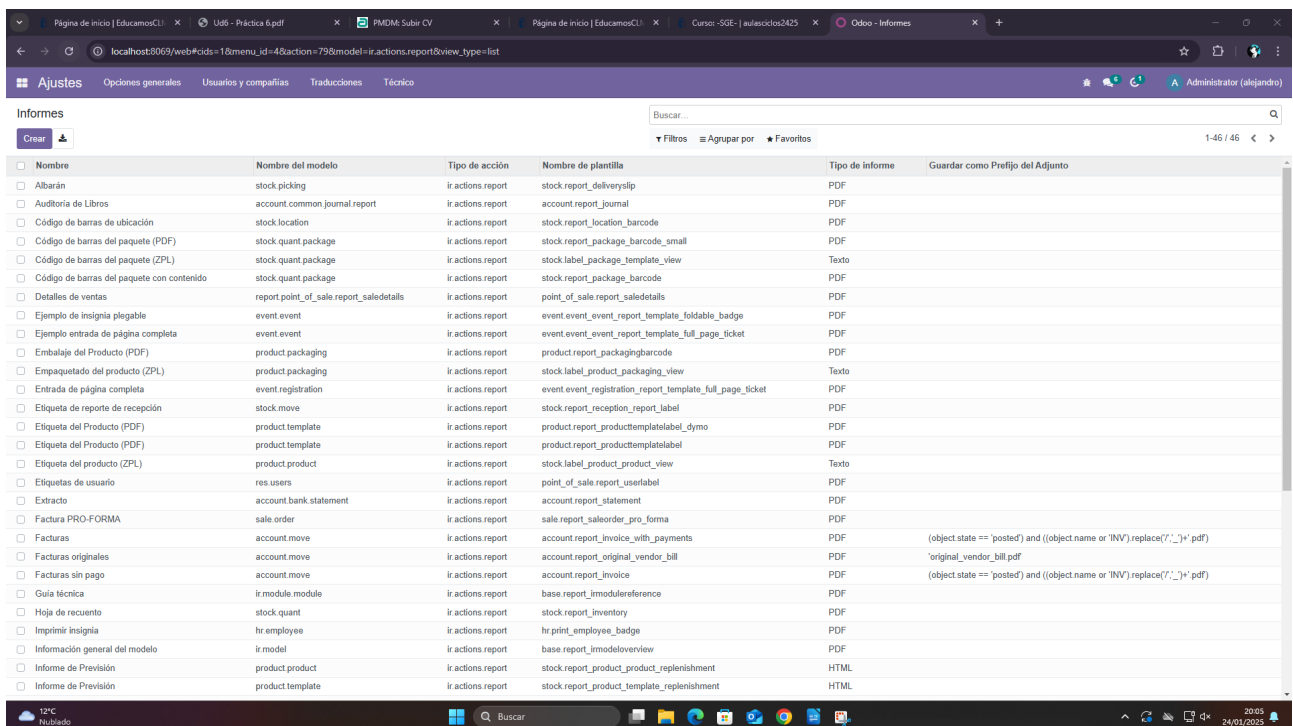 Página de inicio | EducamosCL Ud6 - Práctica 6.pdf PMDM: Subir CV Página de inicio | EducamosCL Curso: -SGE- | aulasciclos2425 Odoo - Informes
localhost:8069/web#cids=1&menu_id=4&action=79&model=ir.actions.report&view_type=list
Ajustes Opciones generales Usuarios y compañías Traducciones Técnico 6 1 A Administrator (alejandro)
Informes Buscar...
Crear Filtros Agrupar por Favoritos 1-46 / 46
Nombre Nombre del modelo Tipo de acción Nombre de plantilla Tipo de informe Guardar como Prefijo del Adjunto
Albarán stock.picking ir.actions.report stock.report_deliveryslip PDF
Auditoría de Libros account.common.journal.report ir.actions.report account.report_journal PDF
Código de barras de ubicación stock.location ir.actions.report stock.report_location_barcode PDF
Código de barras del paquete (PDF) stock.quant.package ir.actions.report stock.report_package_barcode_small PDF
Código de barras del paquete (ZPL) stock.quant.package ir.actions.report stock.label_package_template_view Texto
Código de barras del paquete con contenido stock.quant.package ir.actions.report stock.report_package_barcode PDF
Detalles de ventas report.point_of_sale.report_saledetails ir.actions.report point_of_sale.report_saledetails PDF
Ejemplo de insignia plegable event.event ir.actions.report event.event_event_report_template_foldable_badge PDF
Ejemplo entrada de página completa event.event ir.actions.report event.event_event_report_template_full_page_ticket PDF
Embalaje del Producto (PDF) product.packaging ir.actions.report product.report_packagingbarcode PDF
Empaquetado del producto (ZPL) product.packaging ir.actions.report stock.label_product_packaging_view Texto
Entrada de página completa event.registration ir.actions.report event.event_registration_report_template_full_page_ticket PDF
Etiqueta de reporte de recepción stock.move ir.actions.report stock.report_reception_report_label PDF
Etiqueta del Producto (PDF) product.template ir.actions.report product.report_producttemplatelabel_dymo PDF
Etiqueta del Producto (PDF) product.template ir.actions.report product.report_producttemplatelabel PDF
Etiqueta del producto (ZPL) product.product ir.actions.report stock.label_product_product_view Texto
Etiquetas de usuario res.users ir.actions.report point_of_sale.report_userlabel PDF
Extracto account.bank.statement ir.actions.report account.report_statement PDF
Factura PRO-FORMA sale.order ir.actions.report sale.report_saleorder_pro_forma PDF
Facturas account.move ir.actions.report account.report_invoice_with_payments PDF (object.state == 'posted') and ((object.name or 'INV').replace('/','_')+'.pdf')
Facturas originales account.move ir.actions.report account.report_original_vendor_bill PDF 'original_vendor_bill.pdf'
Facturas sin pago account.move ir.actions.report account.report_invoice PDF (object.state == 'posted') and ((object.name or 'INV').replace('/','_')+'.pdf')
Guía técnica ir.module.module ir.actions.report base.report_irmodulereference PDF
Hoja de recuento stock.quant ir.actions.report stock.report_inventory PDF
Imprimir insignia hr.employee ir.actions.report hr.print_employee_badge PDF
Información general del modelo ir.model ir.actions.report base.report_irmodeloverview PDF
Informe de Previsión product.product ir.actions.report stock.report_product_product_replenishment HTML
Informe de Previsión product.template ir.actions.report stock.report_product_template_replenishment HTML
12°C 20:05
Nublado Buscar 24/01/2025